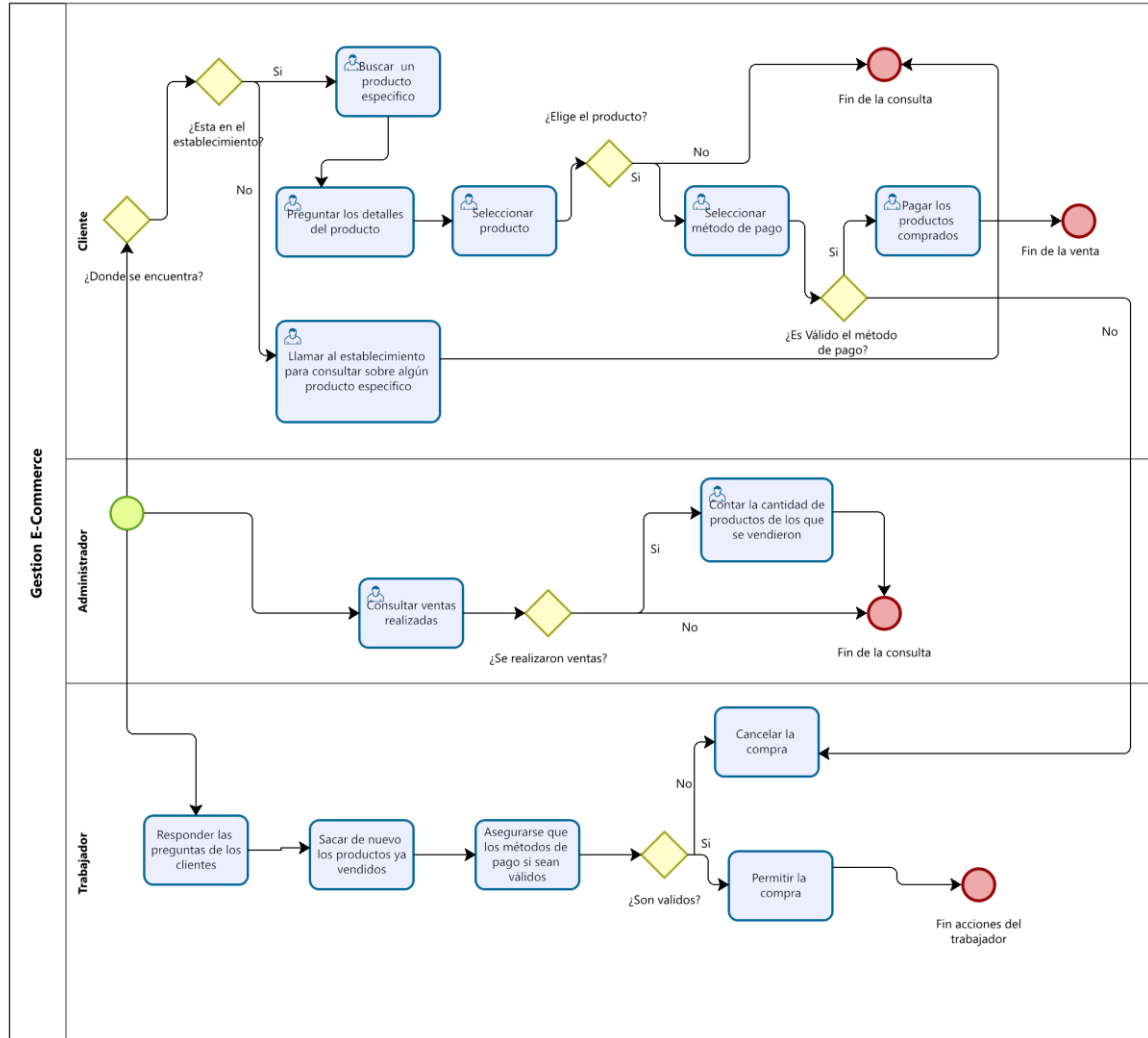 Gestion E-Commerce
Cliente
¿Donde se encuentra?
¿Esta en el
establecimiento?
Si
No
Buscar un
producto
especifico
Preguntar los detalles
del producto
Seleccionar
producto
¿Elige el producto?
No
Si
Seleccionar
método de pago
¿Es Válido el método
de pago?
Si
No
Pagar los
productos
comprados
Fin de la consulta
Fin de la venta
Llamar al establecimiento
para consultar sobre algún
producto especifico
Administrador
Consultar ventas
realizadas
¿Se realizaron ventas?
Si
No
Contar la cantidad de
productos de los que
se vendieron
Fin de la consulta
Trabajador
Responder las
preguntas de los
clientes
Sacar de nuevo
los productos ya
vendidos
Asegurarse que
los métodos de
pago si sean
válidos
¿Son validos?
No
Si
Cancelar la
compra
Permitir la
compra
Fin acciones del
trabajador